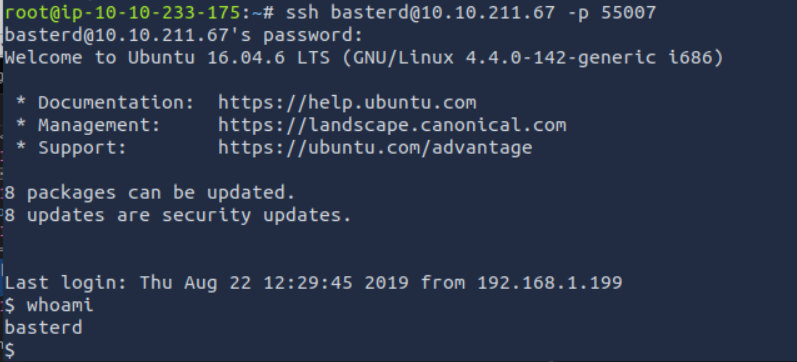 root@ip-10-10-233-175:~# ssh basterd@10.10.211.67 -p 55007
basterd@10.10.211.67's password:
Welcome to Ubuntu 16.04.6 LTS (GNU/Linux 4.4.0-142-generic i686)
* Documentation:  https://help.ubuntu.com
* Management:     https://landscape.canonical.com
* Support:        https://ubuntu.com/advantage
8 packages can be updated.
8 updates are security updates.
Last login: Thu Aug 22 12:29:45 2019 from 192.168.1.199
$ whoami
basterd
$